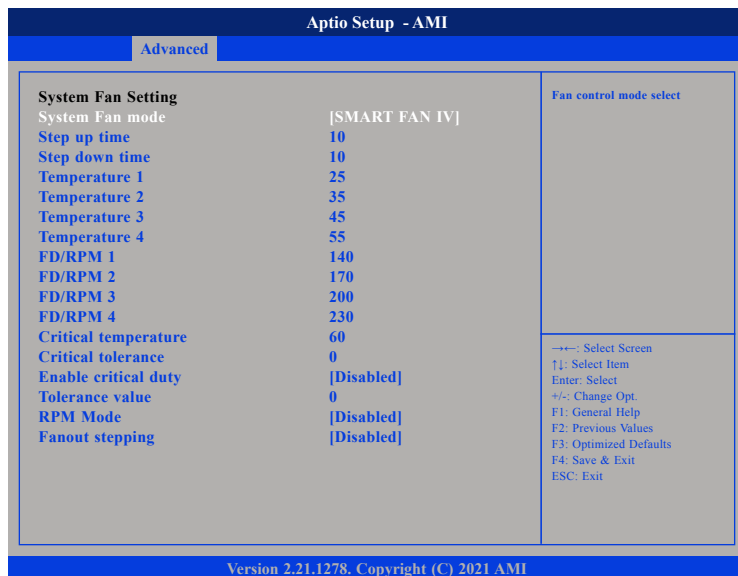 Aptio Setup - AMI
Advanced
System Fan Setting
System Fan mode [SMART FAN IV]
Step up time 10
Step down time 10
Temperature 1 25
Temperature 2 35
Temperature 3 45
Temperature 4 55
FD/RPM 1 140
FD/RPM 2 170
FD/RPM 3 200
FD/RPM 4 230
Critical temperature 60
Critical tolerance 0
Enable critical duty [Disabled]
Tolerance value 0
RPM Mode [Disabled]
Fanout stepping [Disabled]
Fan control mode select
→←: Select Screen
↑↓: Select Item
Enter: Select
+/-: Change Opt.
F1: General Help
F2: Previous Values
F3: Optimized Defaults
F4: Save & Exit
ESC: Exit
Version 2.21.1278. Copyright (C) 2021 AMI